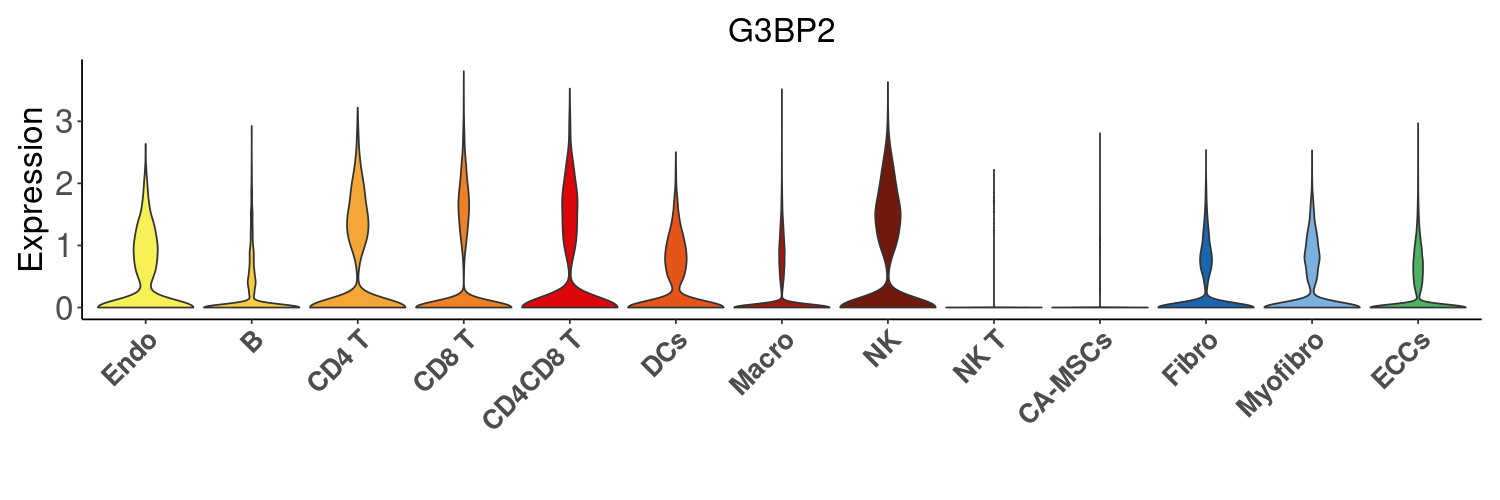 G3BP2
Expression
3
2
1
0
Endo
B
CD4 T
CD8 T
CD4CD8 T
DCs
Macro
NK
NK T
CA-MSCs
Fibro
Myofibro
ECCs